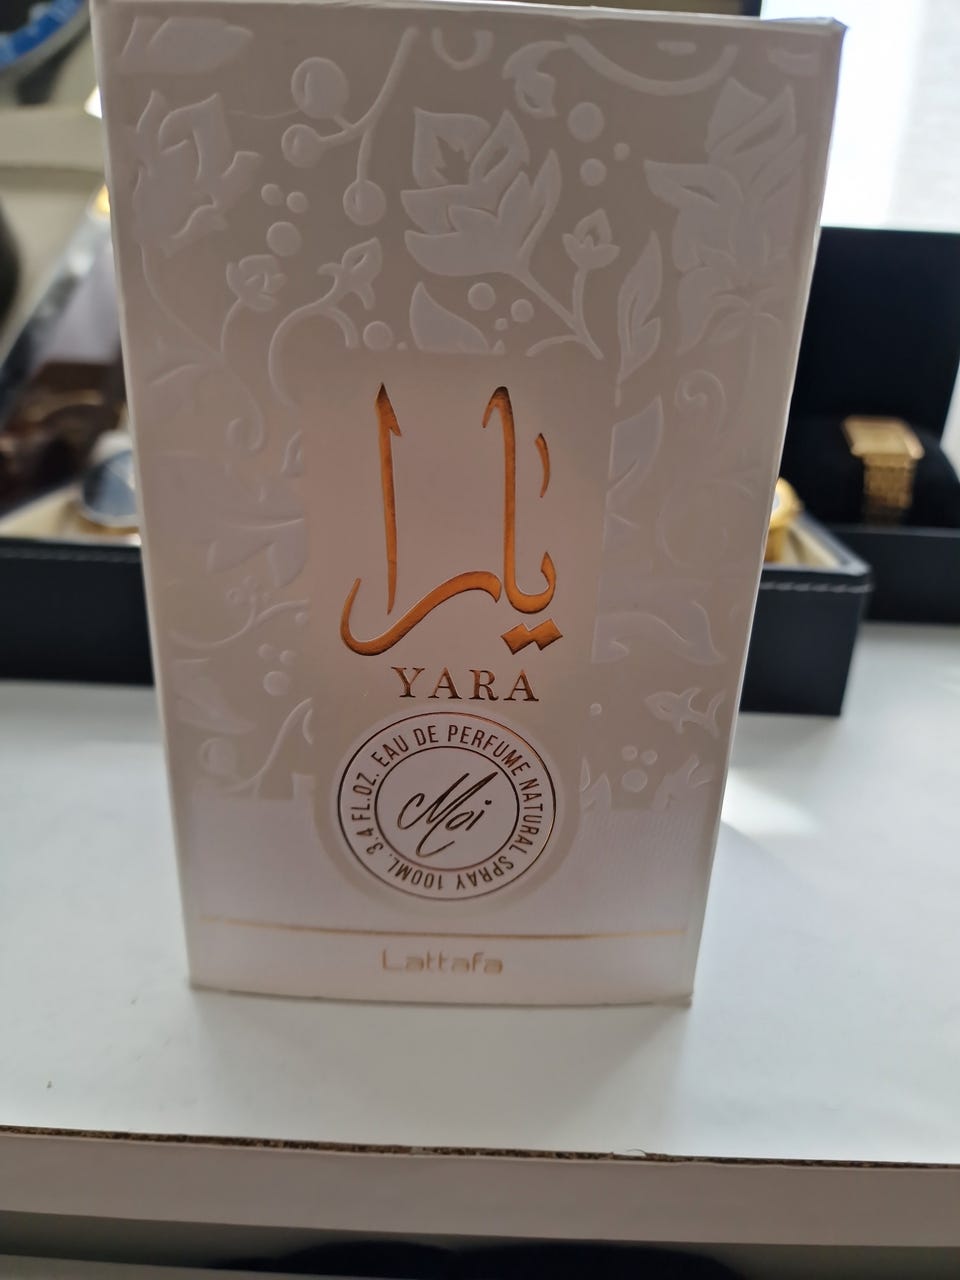 يارا
YARA
EAU DE PERFUME NATURAL SPRAY 100ML. 3.4 FL.OZ.
Moi
Lattafa